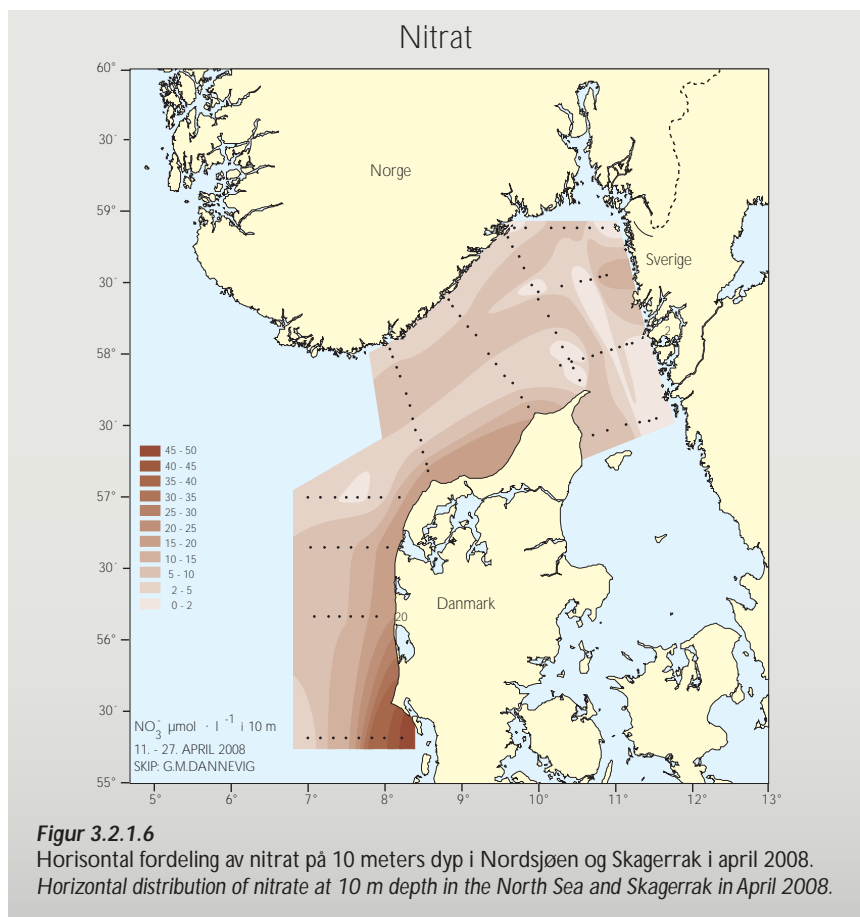 Nitrat
60°
30´
59°
30´
58°
30´
57°
30´
56°
30´
55°
Norge
Sverige
2
Danmark
20
45 - 50
40 - 45
35 - 40
30 - 35
25 - 30
20 - 25
15 - 20
10 - 15
5 - 10
2 - 5
0 - 2
NO₃⁻ µmol · l ⁻¹ i 10 m
11. - 27. APRIL 2008
SKIP: G.M.DANNEVIG
5° 6° 7° 8° 9° 10° 11° 12° 13°
Figur 3.2.1.6
Horisontal fordeling av nitrat på 10 meters dyp i Nordsjøen og Skagerrak i april 2008.
Horizontal distribution of nitrate at 10 m depth in the North Sea and Skagerrak in April 2008.